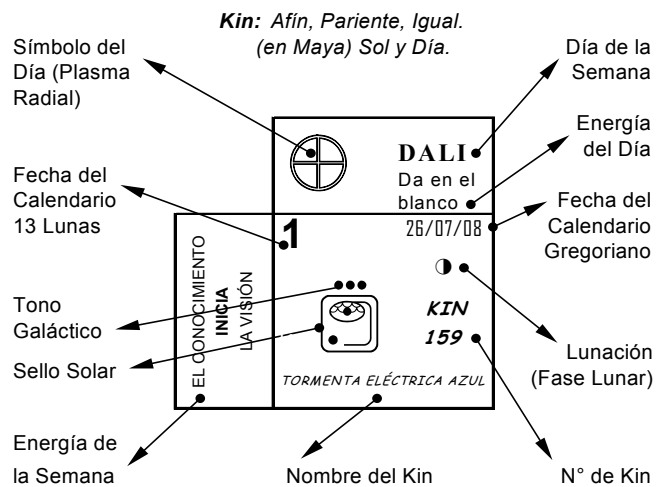 Kin: Afín, Pariente, Igual.
(en Maya) Sol y Día.
Símbolo del
Día (Plasma
Radial)
Día de la
Semana
Energía
del Día
DALI
Da en el
blanco
Fecha del
Calendario
13 Lunas
Fecha del
Calendario
Gregoriano
1
26/07/08
EL CONOCIMIENTO
INICIA
LA VISIÓN
Tono
Galáctico
KIN
159
Sello Solar
Lunación
(Fase Lunar)
TORMENTA ELÉCTRICA AZUL
Energía de
la Semana
Nombre del Kin
N° de Kin